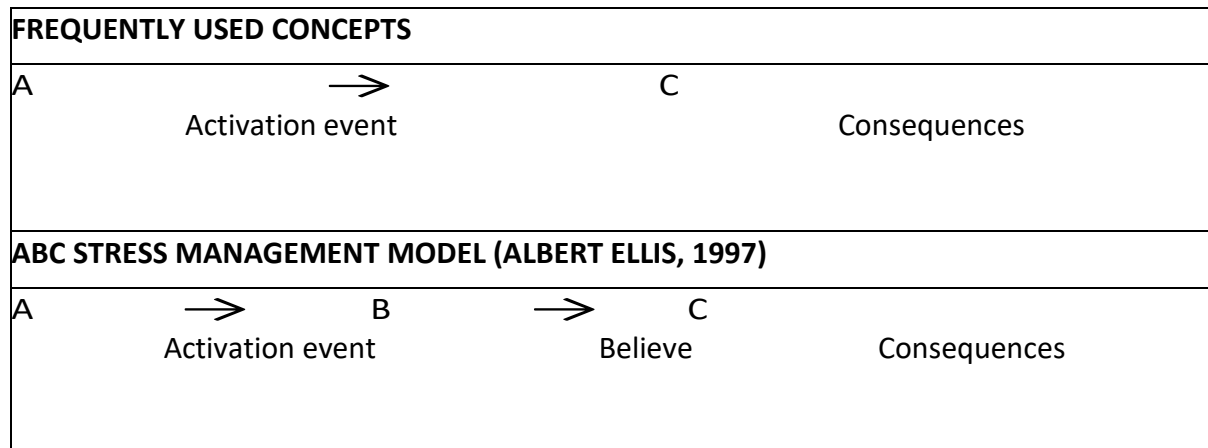 FREQUENTLY USED CONCEPTS
A → C
Activation event Consequences
ABC STRESS MANAGEMENT MODEL (ALBERT ELLIS, 1997)
A → B → C
Activation event Believe Consequences